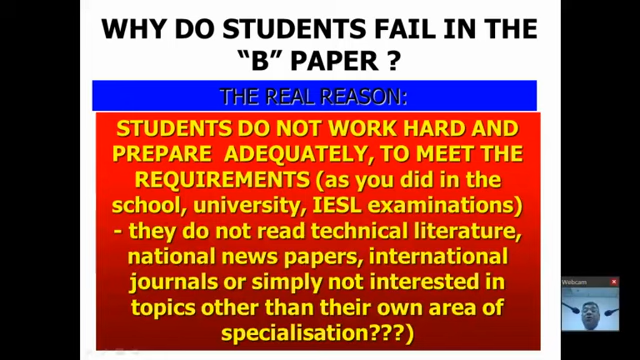 WHY DO STUDENTS FAIL IN THE
“B” PAPER ?
THE REAL REASON:
STUDENTS DO NOT WORK HARD AND
PREPARE ADEQUATELY, TO MEET THE
REQUIREMENTS (as you did in the
school, university, IESL examinations)
- they do not read technical literature,
national news papers, international
journals or simply not interested in
topics other than their own area of
specialisation???)
Webcam